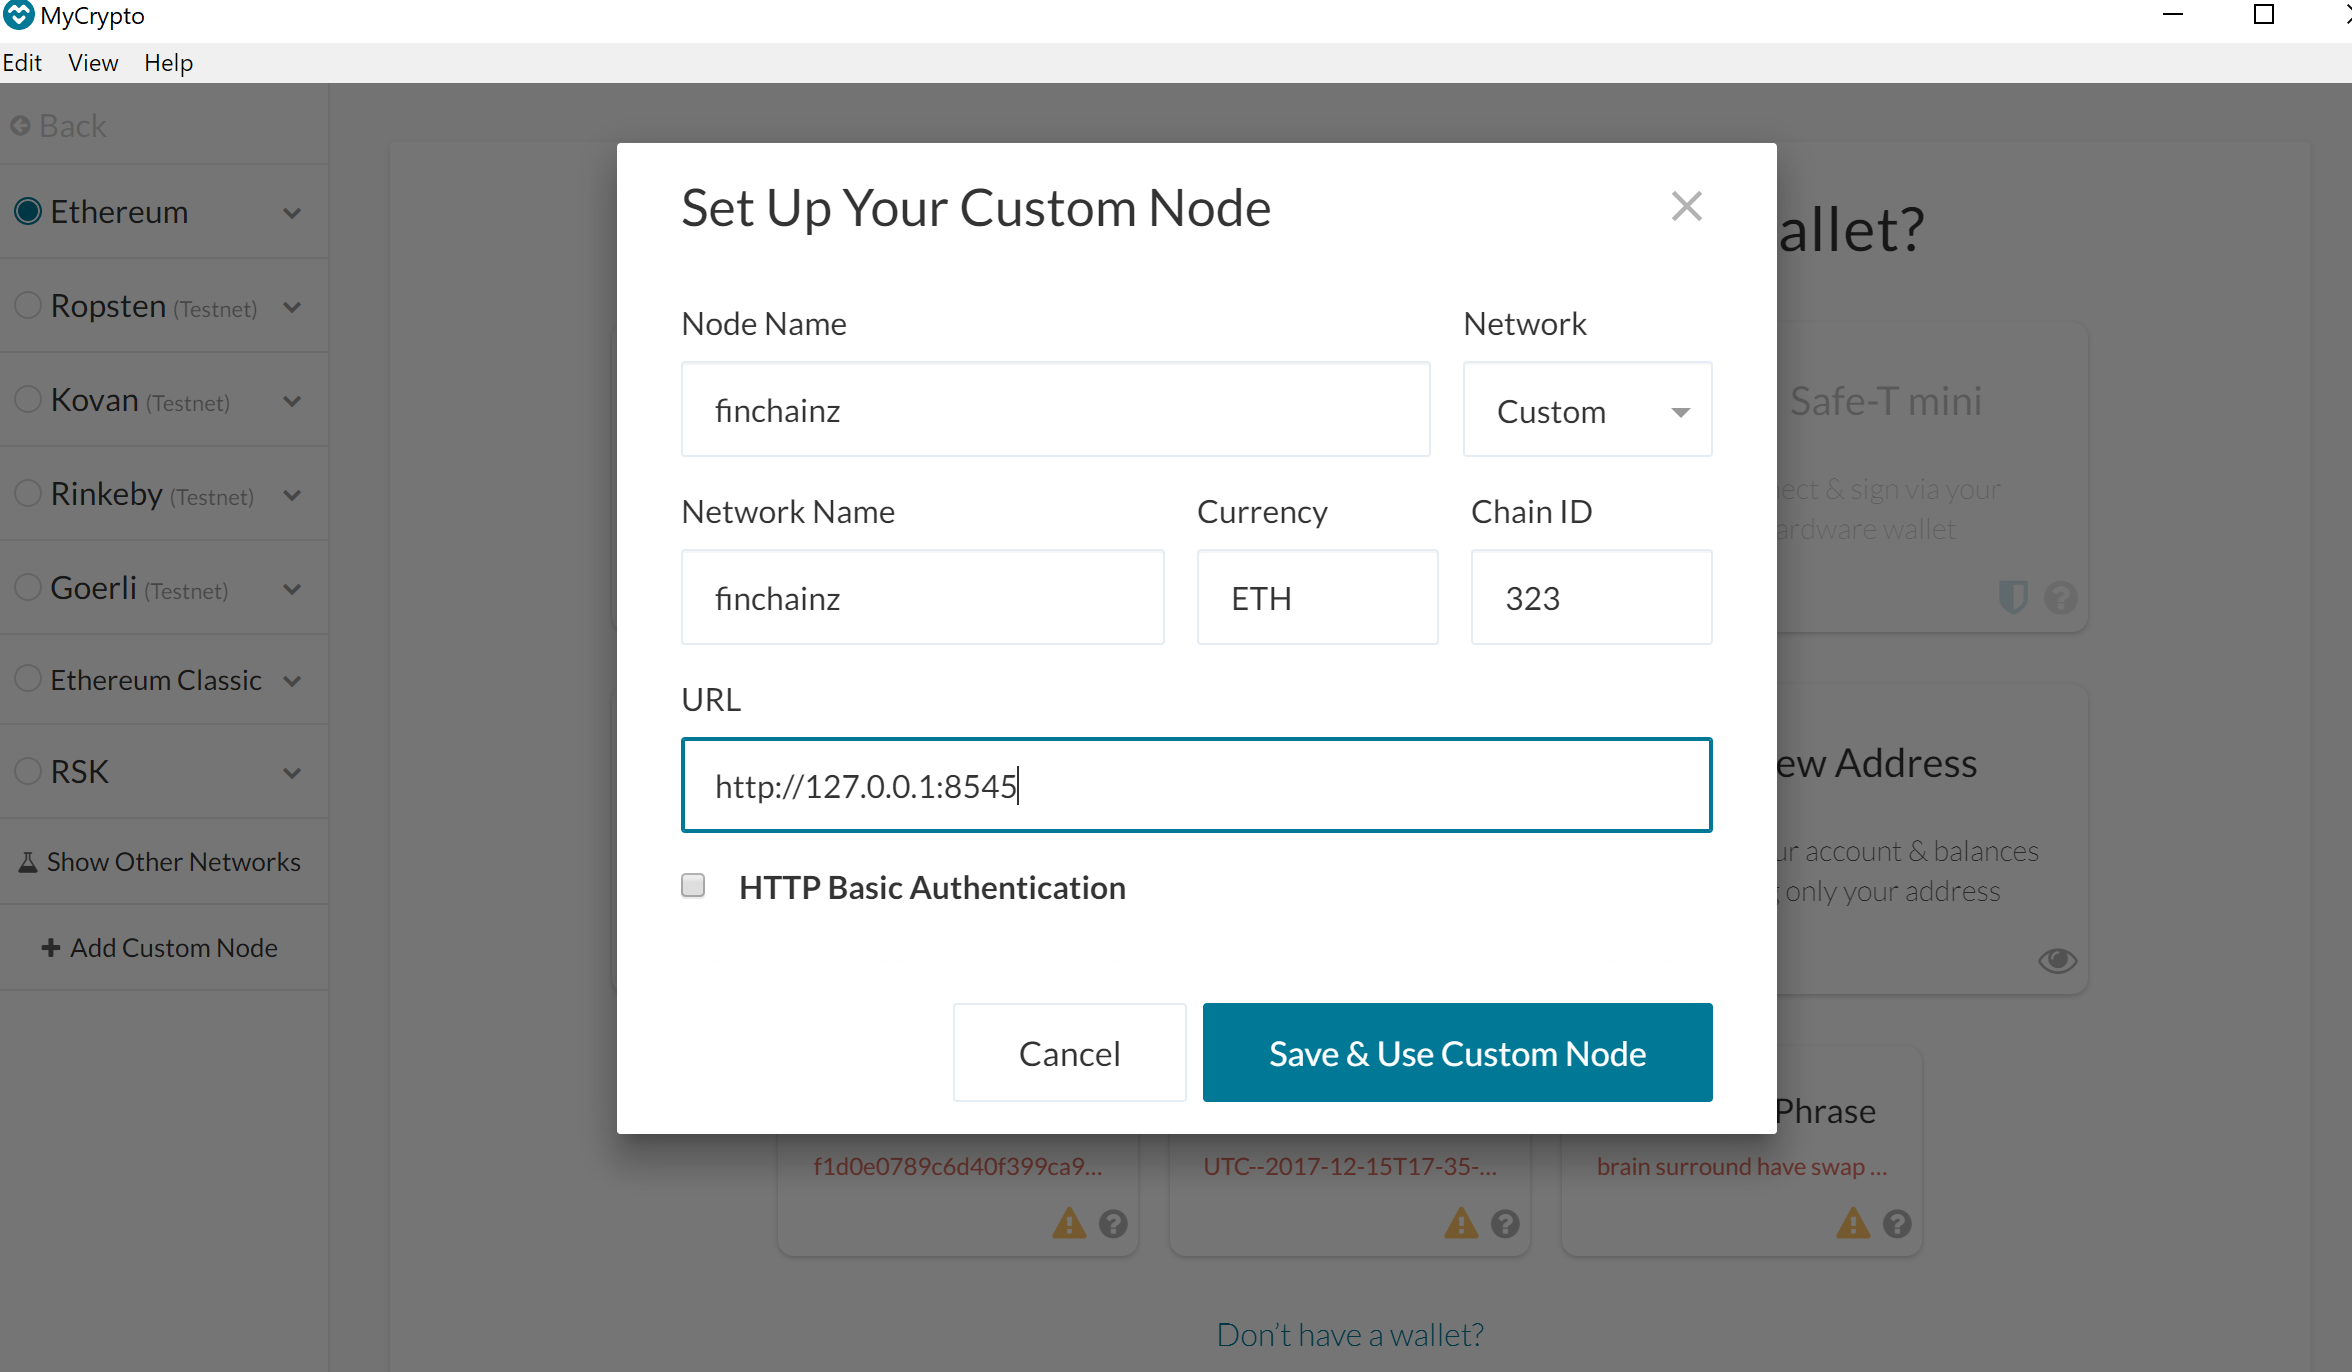 MyCrypto
Edit View Help
Back
Ethereum
Ropsten (Testnet)
Kovan (Testnet)
Rinkeby (Testnet)
Goerli (Testnet)
Ethereum Classic
RSK
Show Other Networks
Add Custom Node
Set Up Your Custom Node
Node Name
Network
finchainz
Custom
Network Name
Currency
Chain ID
finchainz
ETH
323
URL
http://127.0.0.1:8545
HTTP Basic Authentication
Cancel
Save & Use Custom Node
allet?
Safe-T mini
ect & sign via your
ardware wallet
ew Address
ur account & balances
only your address
Phrase
f1d0e0789c6d40f399ca9...
UTC--2017-12-15T17-35-...
brain surround have swap ...
Don't have a wallet?